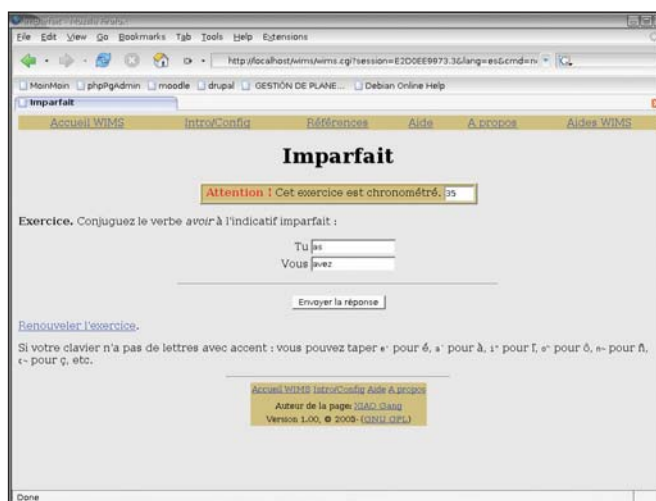 Imparfait - Mozilla Firefox
File Edit View Go Bookmarks Tab Tools Help Extensions
http://localhost/wims/wims.cgi?session=E2D0EE9973.3&lang=es&cmd=n
MainMain phpPgAdmin moodle drupal GESTIÓN DE PLANE... Debian Online Help
Imparfait
Accueil WIMS Intro/Config Références Aide A propos Aides WIMS
Imparfait
Attention ! Cet exercice est chronométré. 35
Exercice. Conjuguez le verbe avoir à l'indicatif imparfait :
Tu as
Vous avez
Envoyer la réponse
Renouveler l'exercice.
Si votre clavier n'a pas de lettres avec accent : vous pouvez taper e' pour é, a` pour à, i" pour ï, o^ pour ô, n~ pour ñ,
c~ pour ç, etc.
Accueil WIMS Intro/Config Aide A propos
Auteur de la page: XIAO Gang
Version 1.00, © 2005- (GNU GPL)
Done